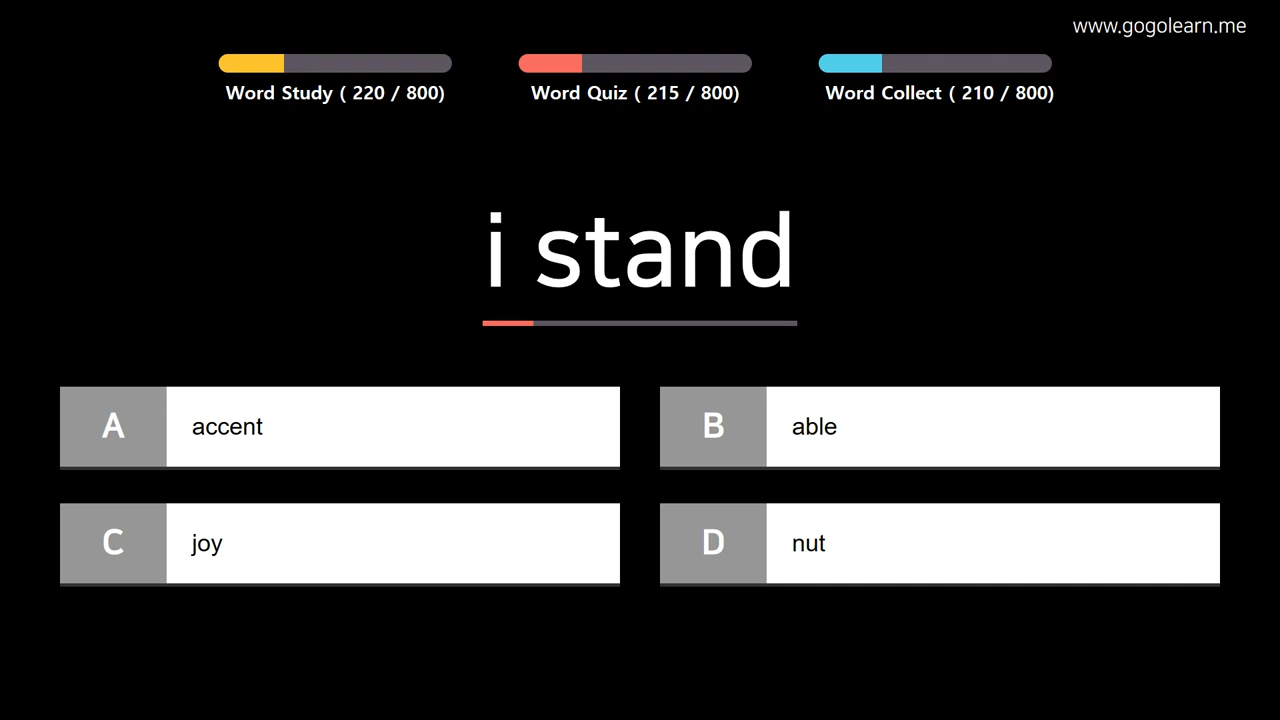 www.gogolearn.me
Word Study ( 220 / 800)
Word Quiz ( 215 / 800)
Word Collect ( 210 / 800)
i stand
A accent
B able
C joy
D nut